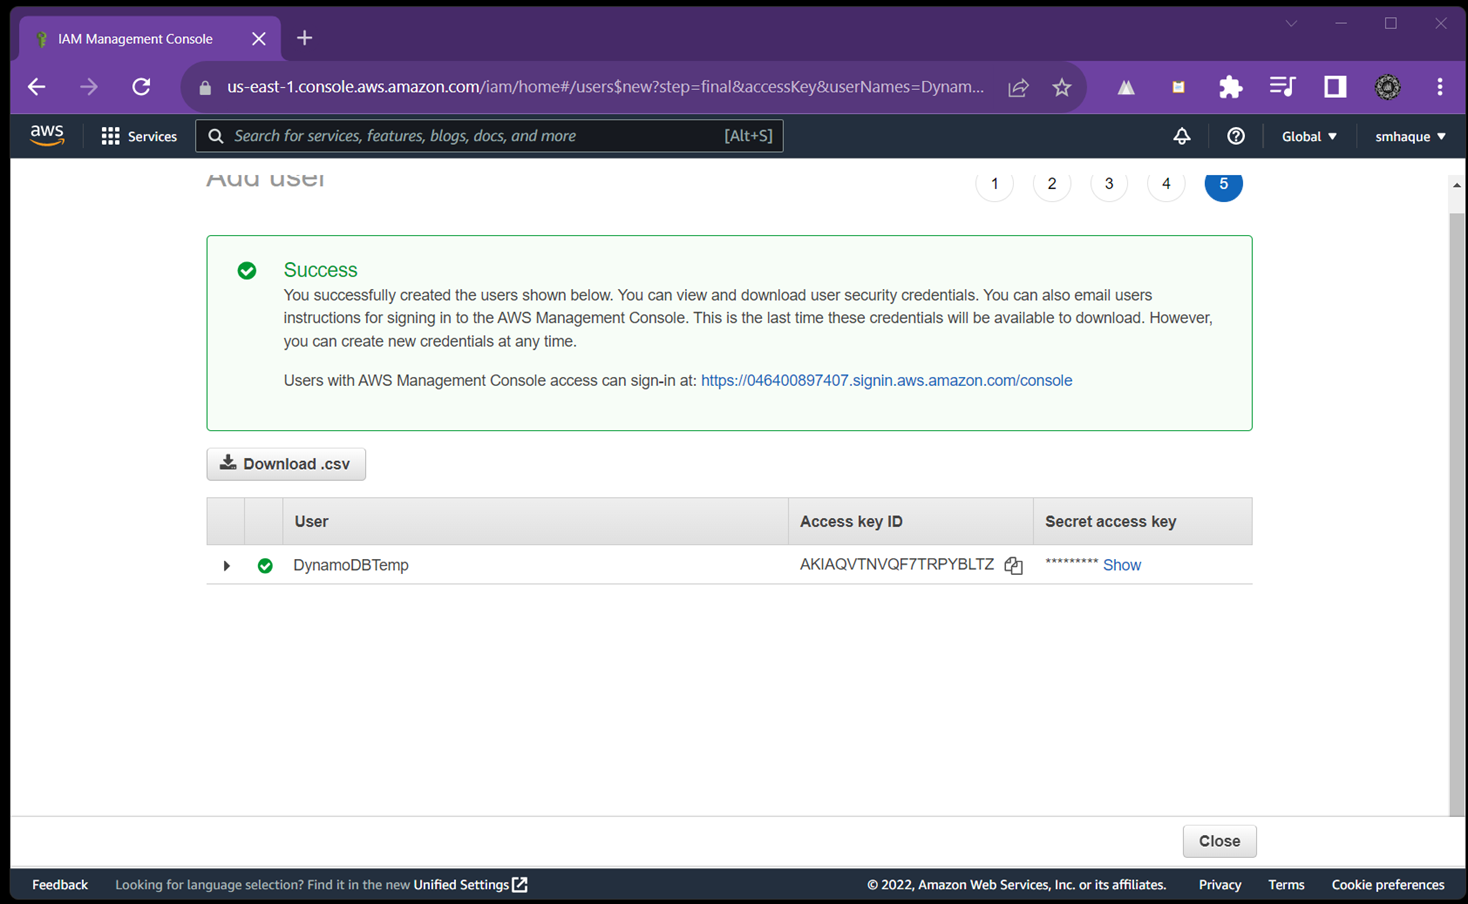 IAM Management Console
us-east-1.console.aws.amazon.com/iam/home#/users$new?step=final&accessKey&userNames=Dynam...
aws
Services
Search for services, features, blogs, docs, and more
[Alt+S]
Global
smhaque
Add user
1 2 3 4 5
Success
You successfully created the users shown below. You can view and download user security credentials. You can also email users
instructions for signing in to the AWS Management Console. This is the last time these credentials will be available to download. However,
you can create new credentials at any time.
Users with AWS Management Console access can sign-in at: https://046400897407.signin.aws.amazon.com/console
Download .csv
User Access key ID Secret access key
DynamoDBTemp AKIAQVTNVQF7TRPYBLTZ ********* Show
Close
Feedback Looking for language selection? Find it in the new Unified Settings © 2022, Amazon Web Services, Inc. or its affiliates. Privacy Terms Cookie preferences